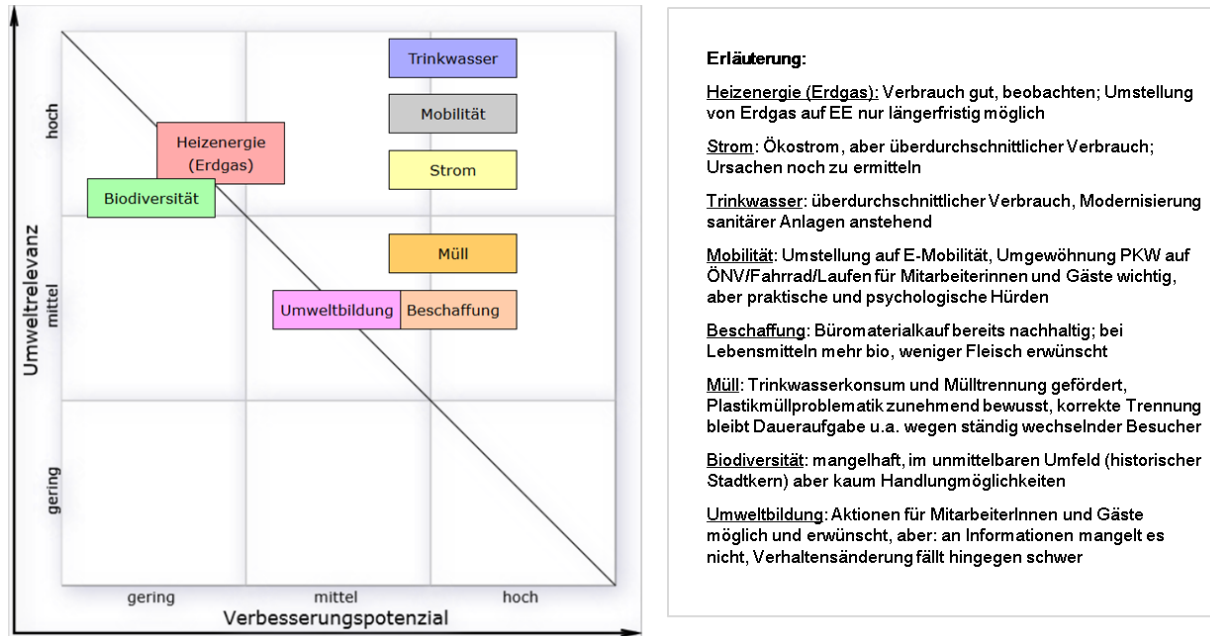 Umweltrelevanz
hoch
mittel
gering
Trinkwasser
Mobilität
Heizenergie
(Erdgas)
Strom
Biodiversität
Müll
Umweltbildung
Beschaffung
gering
mittel
hoch
Verbesserungspotenzial
Erläuterung:
Heizenergie (Erdgas): Verbrauch gut, beobachten; Umstellung
von Erdgas auf EE nur längerfristig möglich
Strom: Ökostrom, aber überdurchschnittlicher Verbrauch;
Ursachen noch zu ermitteln
Trinkwasser: überdurchschnittlicher Verbrauch, Modernisierung
sanitärer Anlagen anstehend
Mobilität: Umstellung auf E-Mobilität, Umgewöhnung PKW auf
ÖNV/Fahrrad/Laufen für Mitarbeiterinnen und Gäste wichtig,
aber praktische und psychologische Hürden
Beschaffung: Büromaterialkauf bereits nachhaltig; bei
Lebensmitteln mehr bio, weniger Fleisch erwünscht
Müll: Trinkwasserkonsum und Mülltrennung gefördert,
Plastikmüllproblematik zunehmend bewusst, korrekte Trennung
bleibt Daueraufgabe u.a. wegen ständig wechselnder Besucher
Biodiversität: mangelhaft, im unmittelbaren Umfeld (historischer
Stadtkern) aber kaum Handlungmöglichkeiten
Umweltbildung: Aktionen für MitarbeiterInnen und Gäste
möglich und erwünscht, aber: an Informationen mangelt es
nicht, Verhaltensänderung fällt hingegen schwer